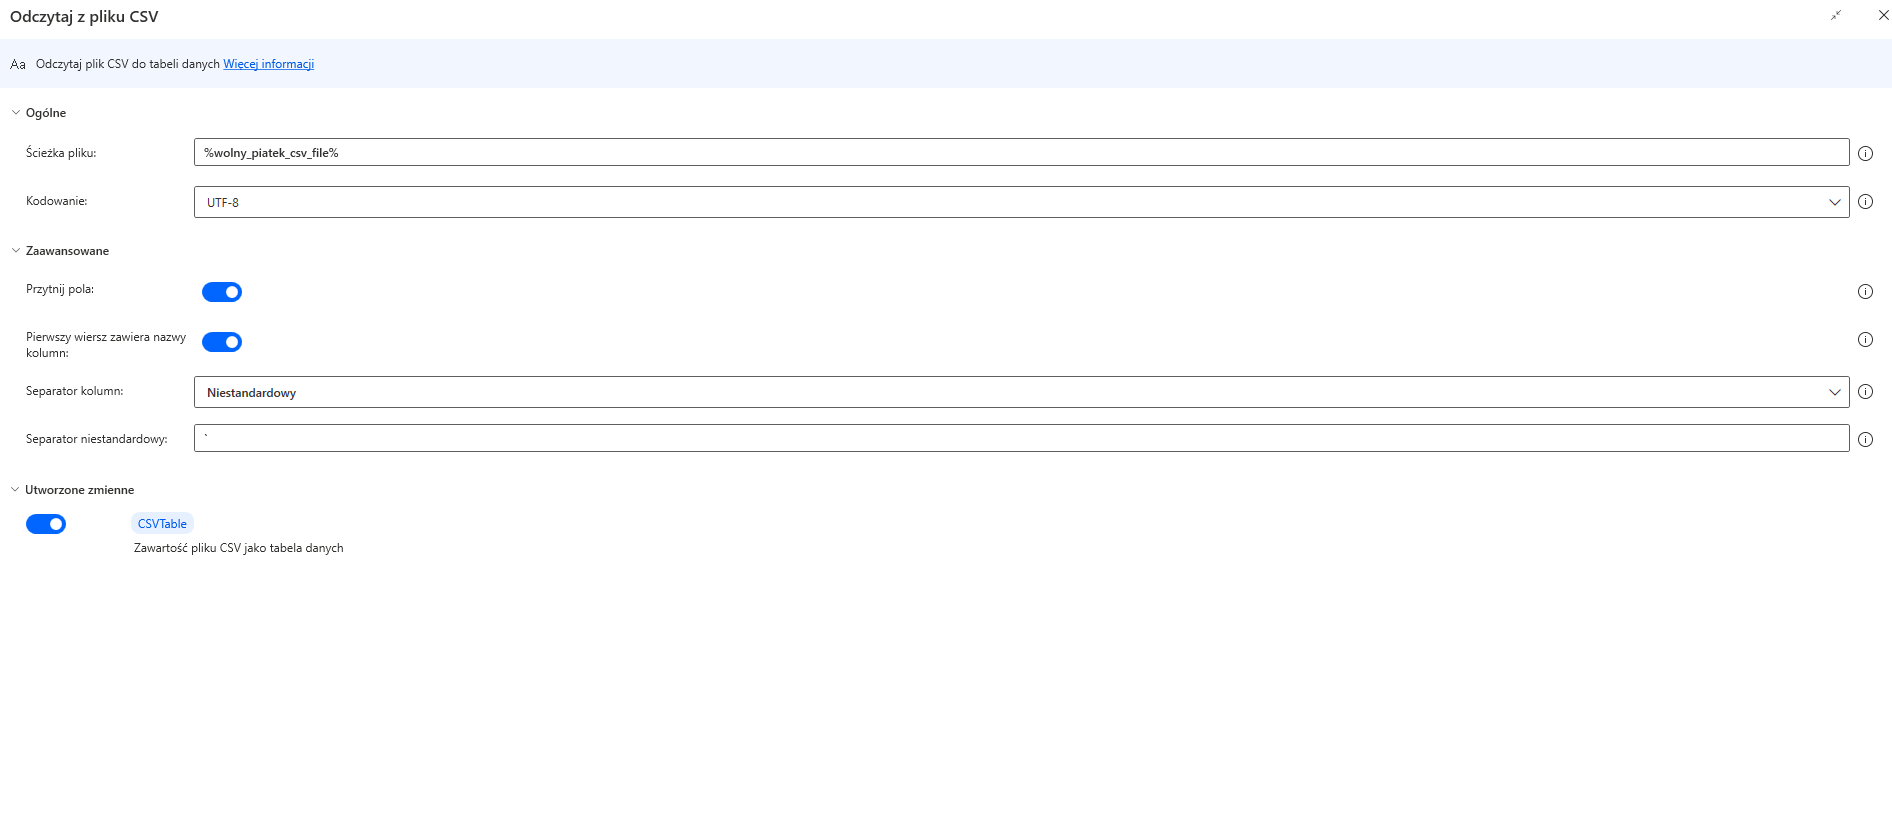 Odczytaj z pliku CSV
Aa Odczytaj plik CSV do tabeli danych Więcej informacji
Ogólne
Ścieżka pliku: %wolny_piatek_csv_file%
Kodowanie: UTF-8
Zaawansowane
Przytnij pola:
Pierwszy wiersz zawiera nazwy
kolumn:
Separator kolumn: Niestandardowy
Separator niestandardowy: `
Utworzone zmienne
CSVTable
Zawartość pliku CSV jako tabela danych